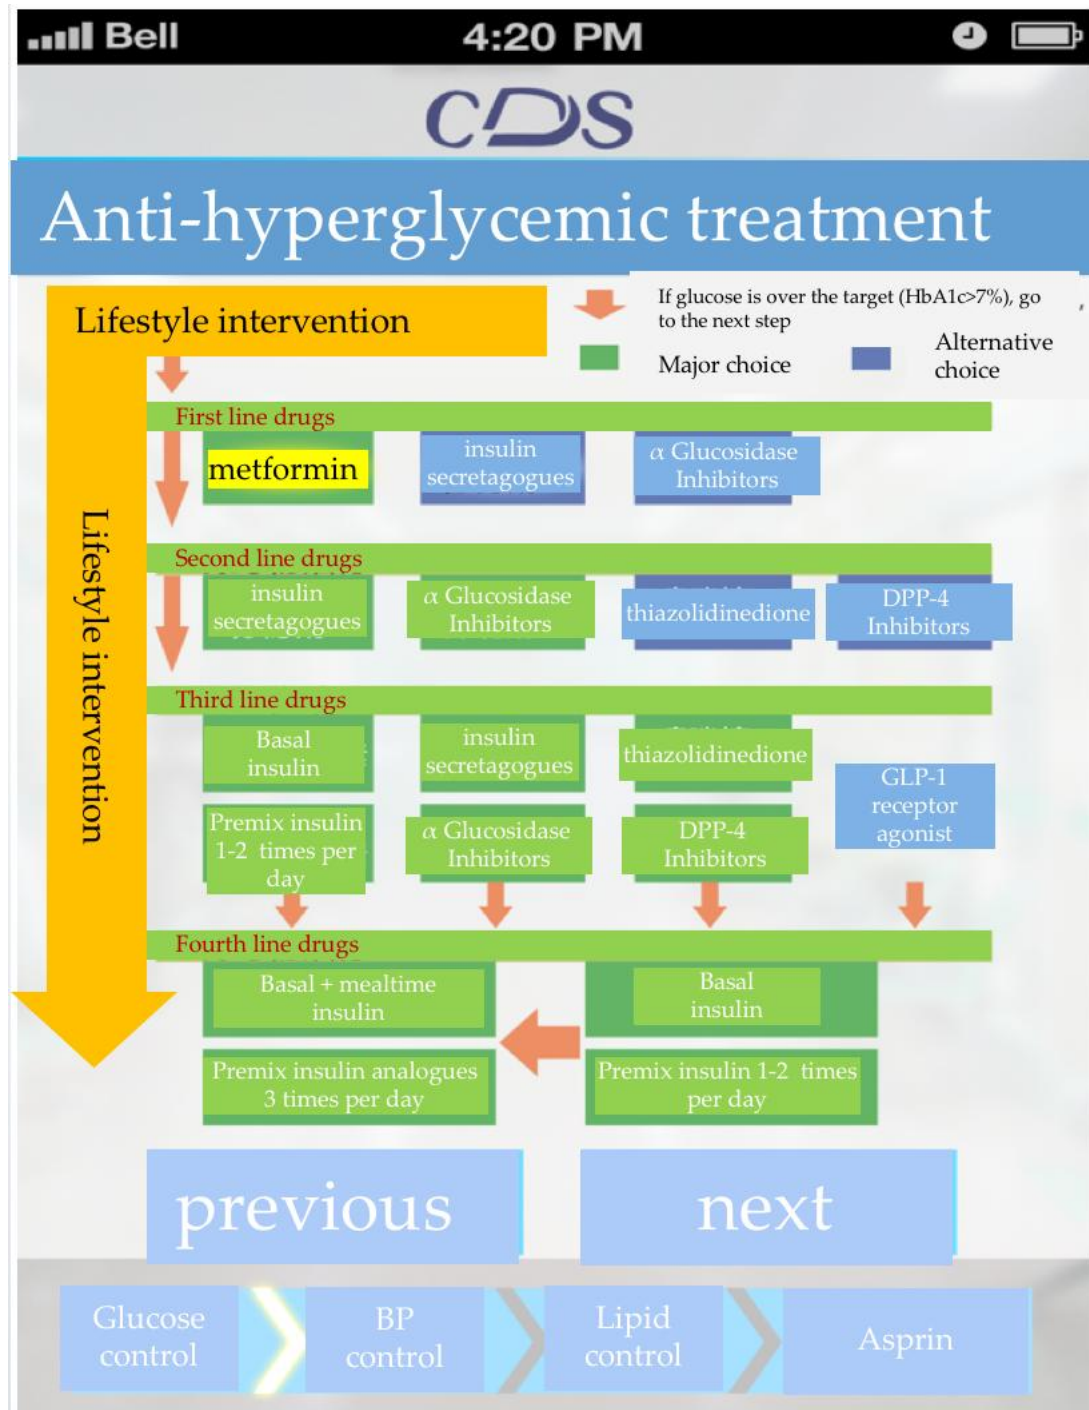 Bell 4:20 PM
CDS
Anti-hyperglycemic treatment
Lifestyle intervention
If glucose is over the target (HbA1c>7%), go ,
to the next step
Major choice
Alternative
choice
Lifestyle intervention
First line drugs
metformin
insulin
secretagogues
α Glucosidase
Inhibitors
Second line drugs
insulin
secretagogues
α Glucosidase
Inhibitors
thiazolidinedione
DPP-4
Inhibitors
Third line drugs
Basal
insulin
insulin
secretagogues
thiazolidinedione
GLP-1
receptor
agonist
Premix insulin
1-2 times per
day
α Glucosidase
Inhibitors
DPP-4
Inhibitors
Fourth line drugs
Basal + mealtime
insulin
Basal
insulin
Premix insulin analogues
3 times per day
Premix insulin 1-2 times
per day
previous
next
Glucose
control
BP
control
Lipid
control
Asprin